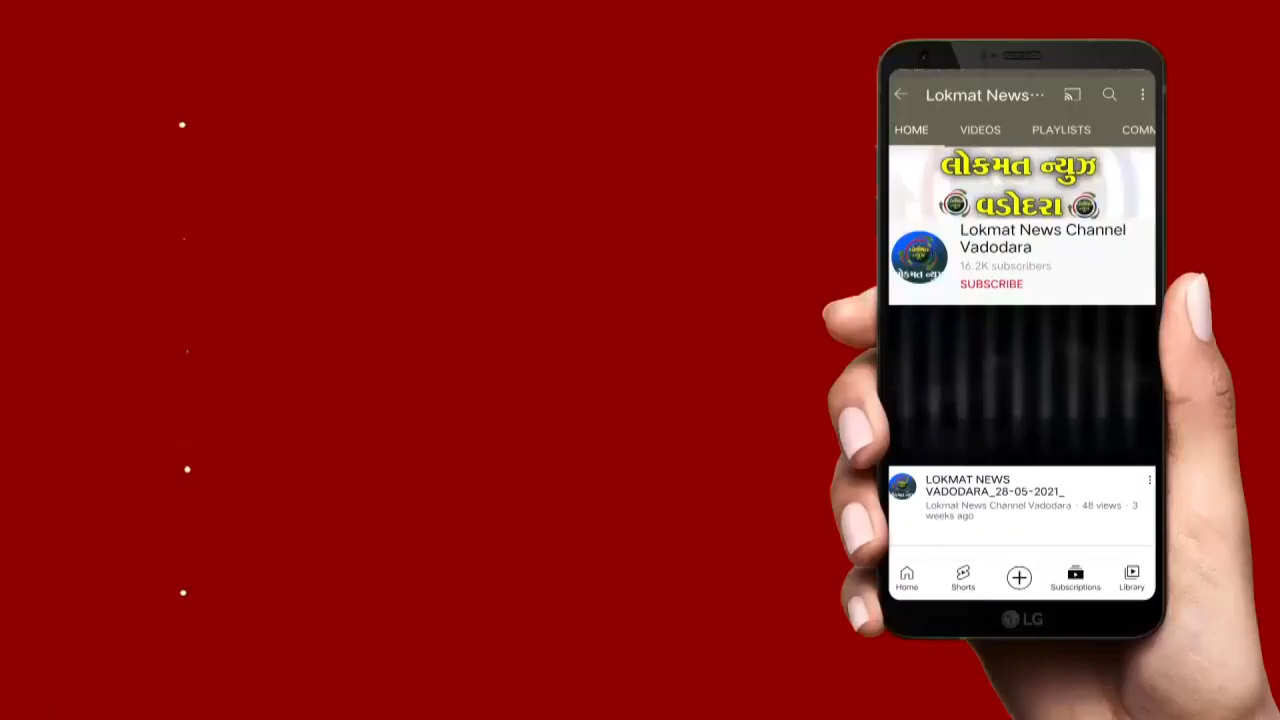 Lokmat News...
HOME VIDEOS PLAYLISTS COMM
લોકમત ન્યુઝ
વડોદરા
Lokmat News Channel
Vadodara
16.2K subscribers
SUBSCRIBE
લોકમત ન્યુઝ
LOKMAT NEWS
VADODARA_28-05-2021_
Lokmat News Channel Vadodara · 48 views · 3
weeks ago
Home Shorts Subscriptions Library
LG